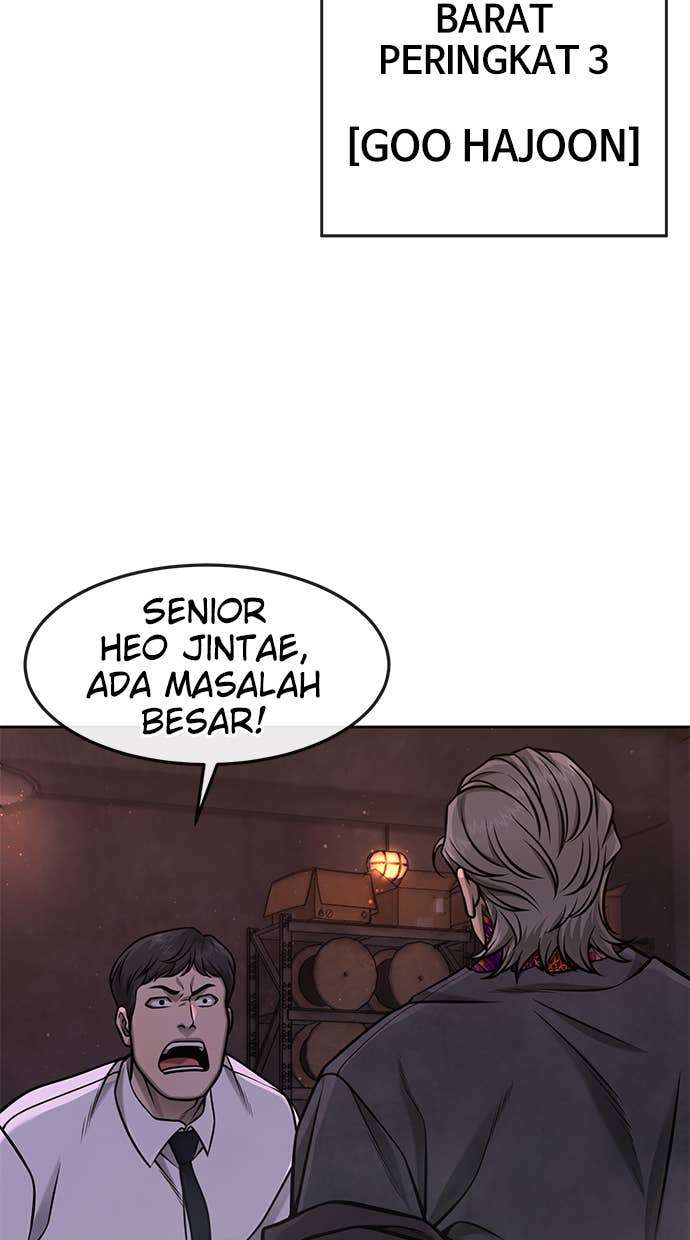 BARAT
PERINGKAT 3
[GOO HAJOON]
SENIOR
HEO JINTAE,
ADA MASALAH
BESAR!